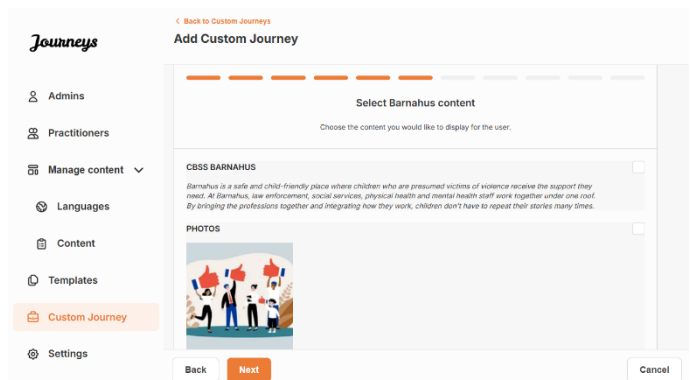 Journeys
Admins
Practitioners
Manage content
Languages
Content
Templates
Custom Journey
Settings
< Back to Custom Journeys
Add Custom Journey
Select Barnahus content
Choose the content you would like to display for the user.
CBSS BARNAHUS
Barnahus is a safe and child-friendly place where children who are presumed victims of violence receive the support they
need. At Barnahus, law enforcement, social services, physical health and mental health staff work together under one roof.
By bringing the professions together and integrating how they work, children don't have to repeat their stories many times.
PHOTOS
Back
Next
Cancel